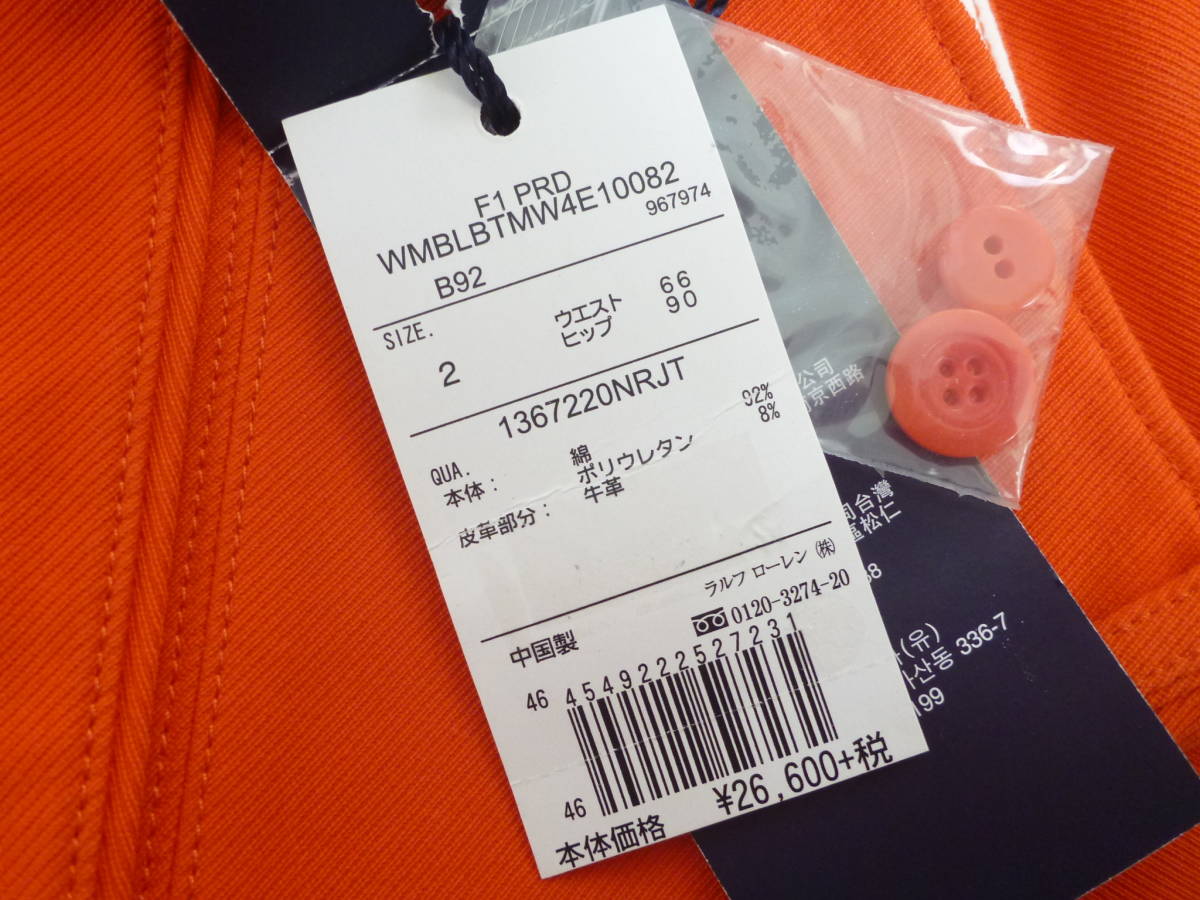 F1 PRD
WMBLBTMW4E10082
B92 967974
SIZE.
2
ウエスト 66
ヒップ 90
1367220NRJT
QUA.
本体: 綿 92%
ポリウレタン 8%
皮革部分: 牛革
ラルフ ローレン ㈱
0120-3274-20
中国製
46 4549222527231
46
本体価格 ¥26,600+税
公司
京西路
司台灣
區松仁
(유)
산동 336-7
199